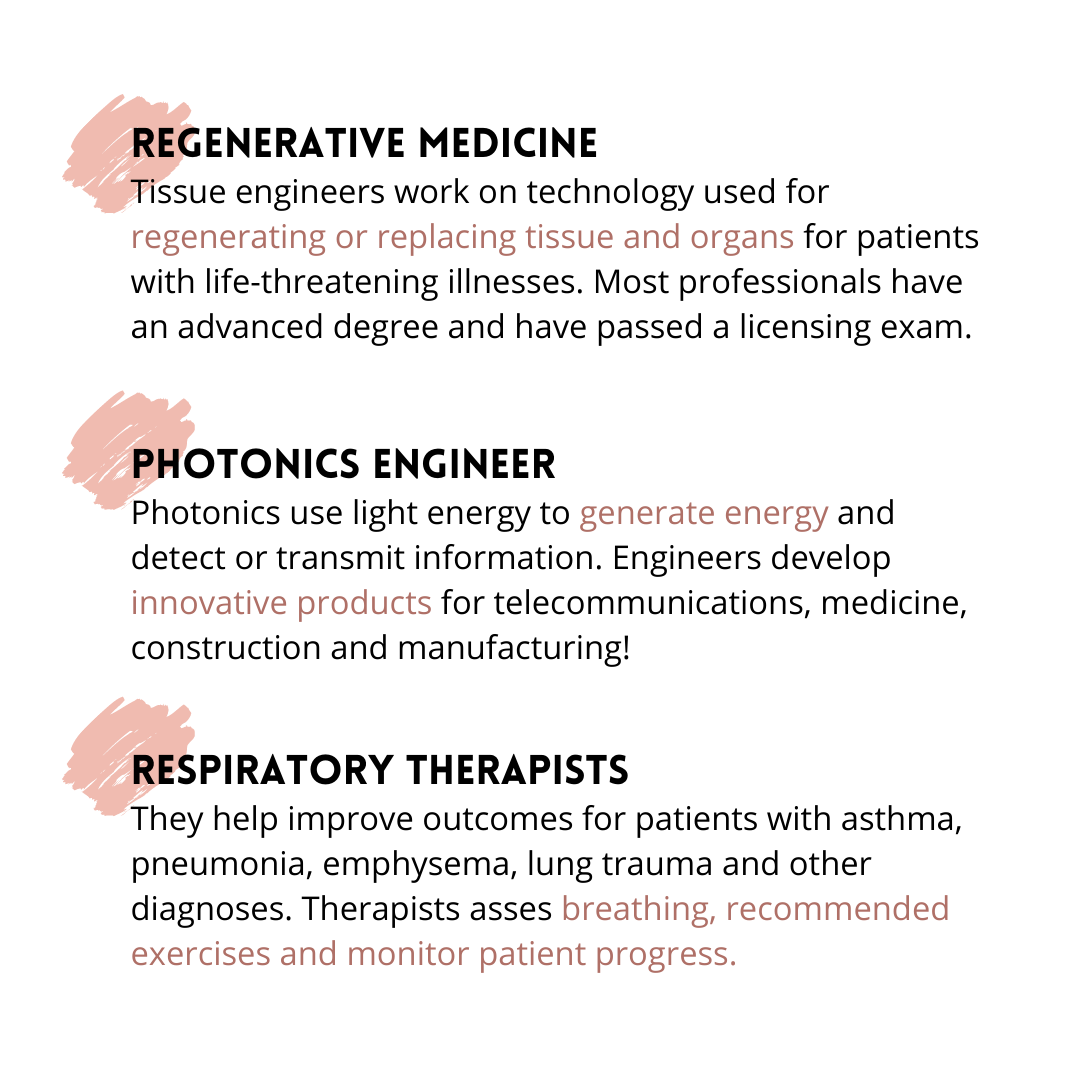 REGENERATIVE MEDICINE
Tissue engineers work on technology used for
regenerating or replacing tissue and organs for patients
with life-threatening illnesses. Most professionals have
an advanced degree and have passed a licensing exam.
PHOTONICS ENGINEER
Photonics use light energy to generate energy and
detect or transmit information. Engineers develop
innovative products for telecommunications, medicine,
construction and manufacturing!
RESPIRATORY THERAPISTS
They help improve outcomes for patients with asthma,
pneumonia, emphysema, lung trauma and other
diagnoses. Therapists asses breathing, recommended
exercises and monitor patient progress.